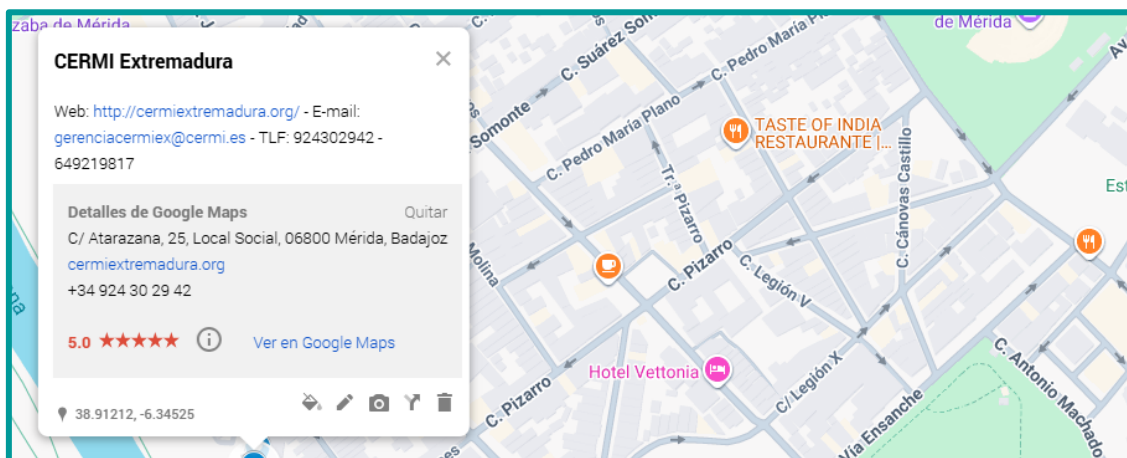 zaba de Mérida
CERMI Extremadura
Web: http://cermiextremadura.org/ - E-mail:
gerenciacermiex@cermi.es - TLF: 924302942 -
649219817
Detalles de Google Maps
Quitar
C/ Atarazana, 25, Local Social, 06800 Mérida, Badajoz
cermiextremadura.org
+34 924 30 29 42
5.0
Ver en Google Maps
38.91212, -6.34525
de Mérida
C. Suárez Som
C. Pedro María Pla
Somonte
C. Pedro María Plano
TASTE OF INDIA
RESTAURANTE |...
Tr.ª Pizarro
C. Cánovas Castillo
Est
Molina
C. Pizarro
C. Legión V
Hotel Vettonia
C. Pizarro
C/ Legión X
Vía Ensanche
C. Antonio Machado
Av